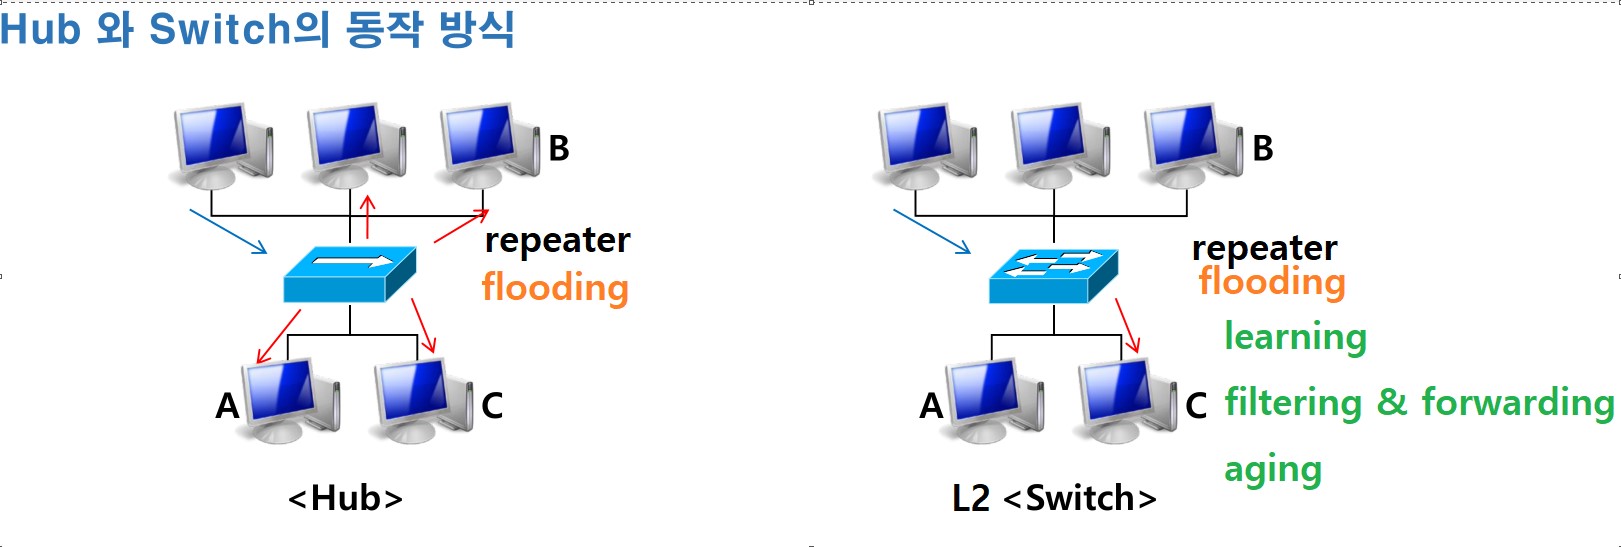 Hub 와 Switch의 동작 방식
B
repeater
flooding
A
C
<Hub>
B
repeater
flooding
learning
A
C
filtering & forwarding
aging
L2 <Switch>